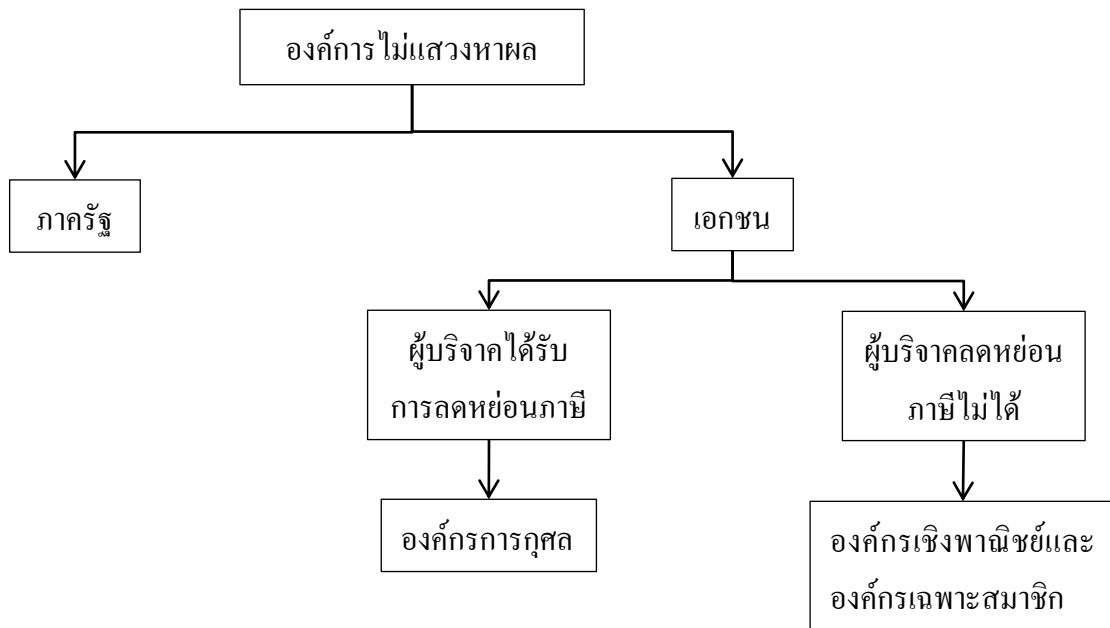 องค์การไม่แสวงหาผล
ภาครัฐ
เอกชน
ผู้บริจาคได้รับ
การลดหย่อนภาษี
ผู้บริจาคลดหย่อน
ภาษีไม่ได้
องค์กรการกุศล
องค์กรเชิงพาณิชย์และ
องค์กรเฉพาะสมาชิก